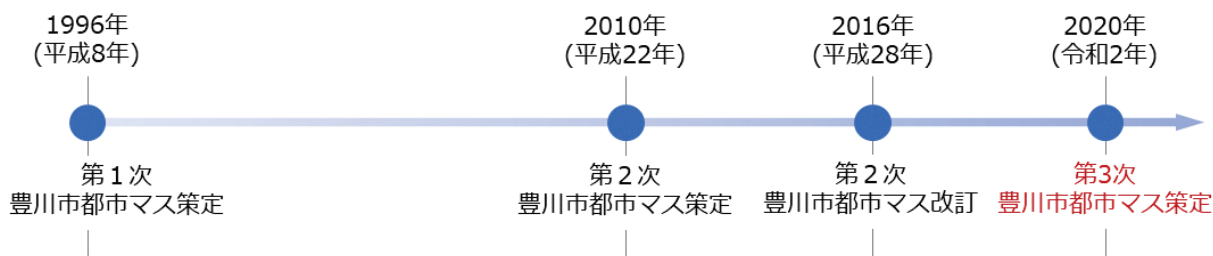 1996年
(平成8年)
2010年
(平成22年)
2016年
(平成28年)
2020年
(令和2年)
第１次
豊川市都市マス策定
第２次
豊川市都市マス策定
第２次
豊川市都市マス改訂
第3次
豊川市都市マス策定